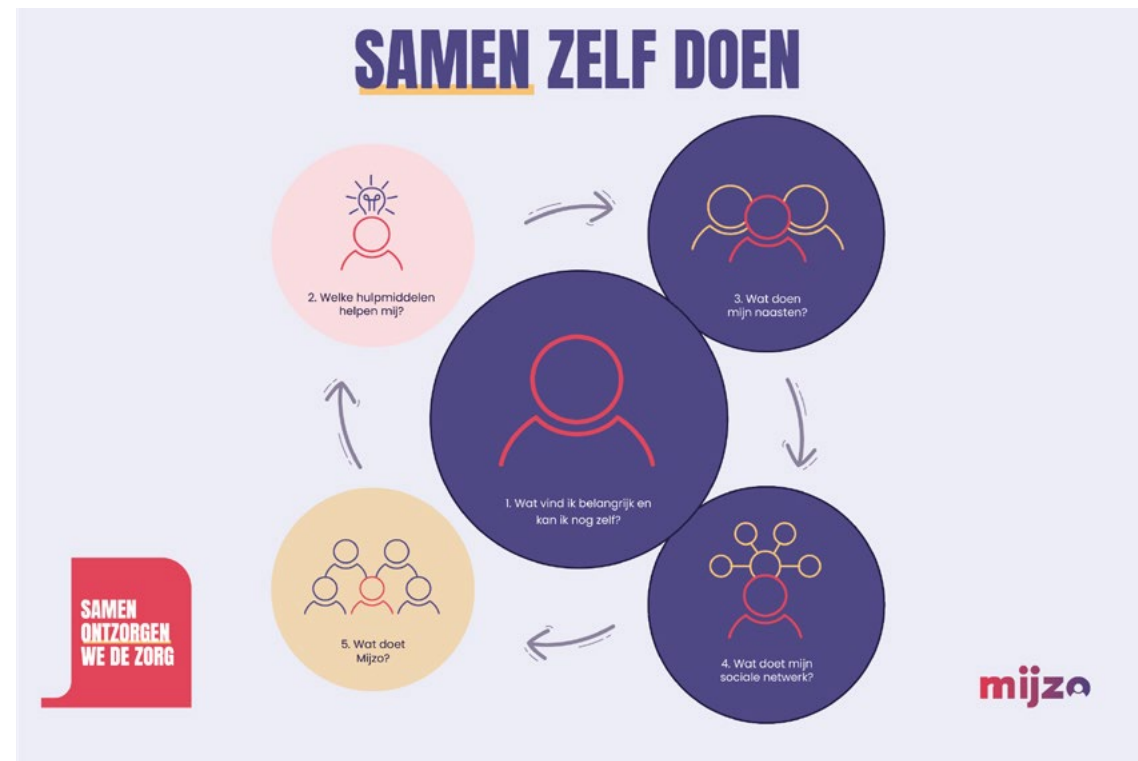 SAMEN ZELF DOEN
2. Welke hulpmiddelen
helpen mij?
3. Wat doen
mijn naasten?
1. Wat vind ik belangrijk en
kan ik nog zelf?
5. Wat doet
Mijzo?
4. Wat doet mijn
sociale netwerk?
SAMEN
ONTZORGEN
WE DE ZORG
mijzo